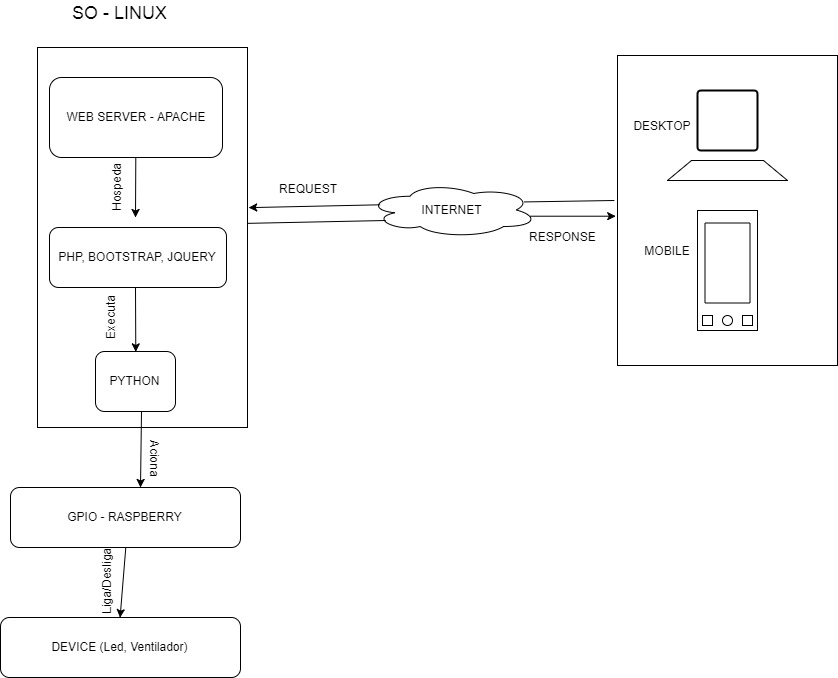 SO - LINUX
WEB SERVER - APACHE
Hospeda
PHP, BOOTSTRAP, JQUERY
Executa
PYTHON
Aciona
GPIO - RASPBERRY
Liga/Desliga
DEVICE (Led, Ventilador)
REQUEST
INTERNET
RESPONSE
DESKTOP
MOBILE